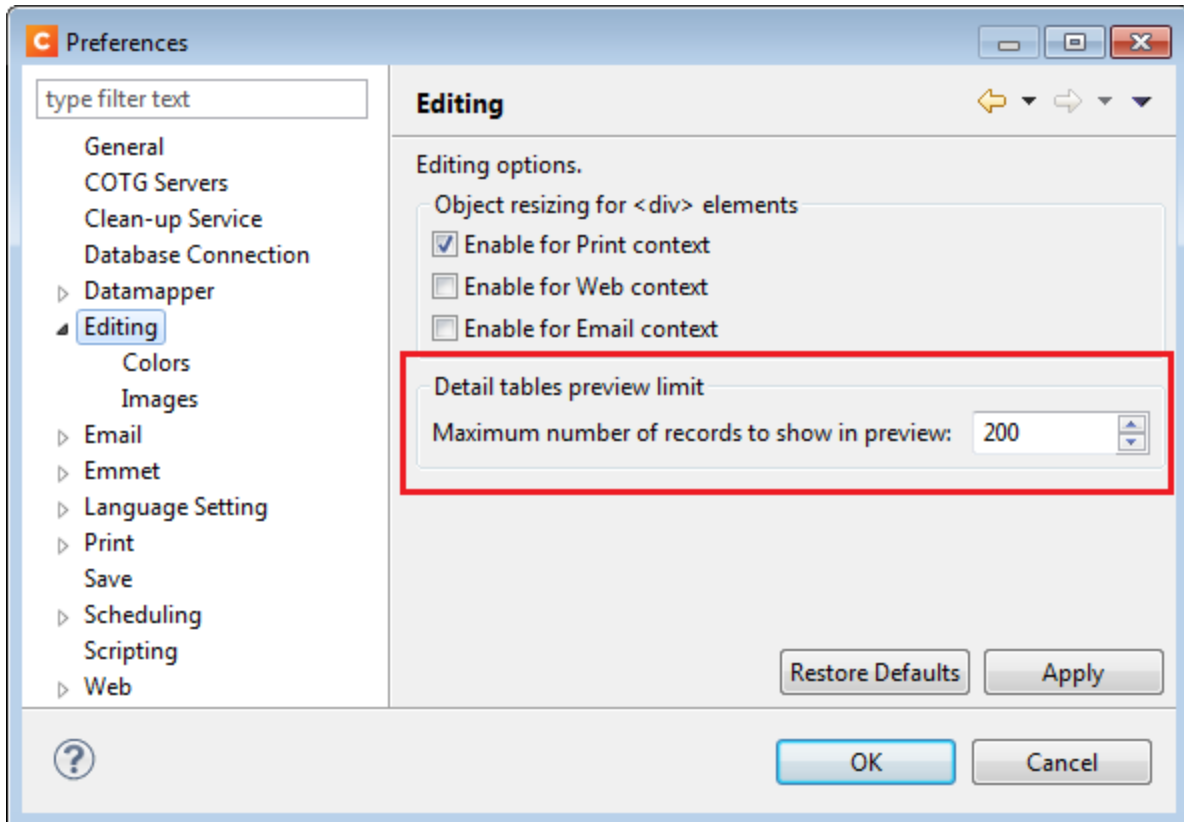 C Preferences
type filter text
General
COTG Servers
Clean-up Service
Database Connection
Datamapper
Editing
Colors
Images
Email
Emmet
Language Setting
Print
Save
Scheduling
Scripting
Web
Editing
Editing options.
Object resizing for <div> elements
Enable for Print context
Enable for Web context
Enable for Email context
Detail tables preview limit
Maximum number of records to show in preview: 200
Restore Defaults Apply
? OK Cancel